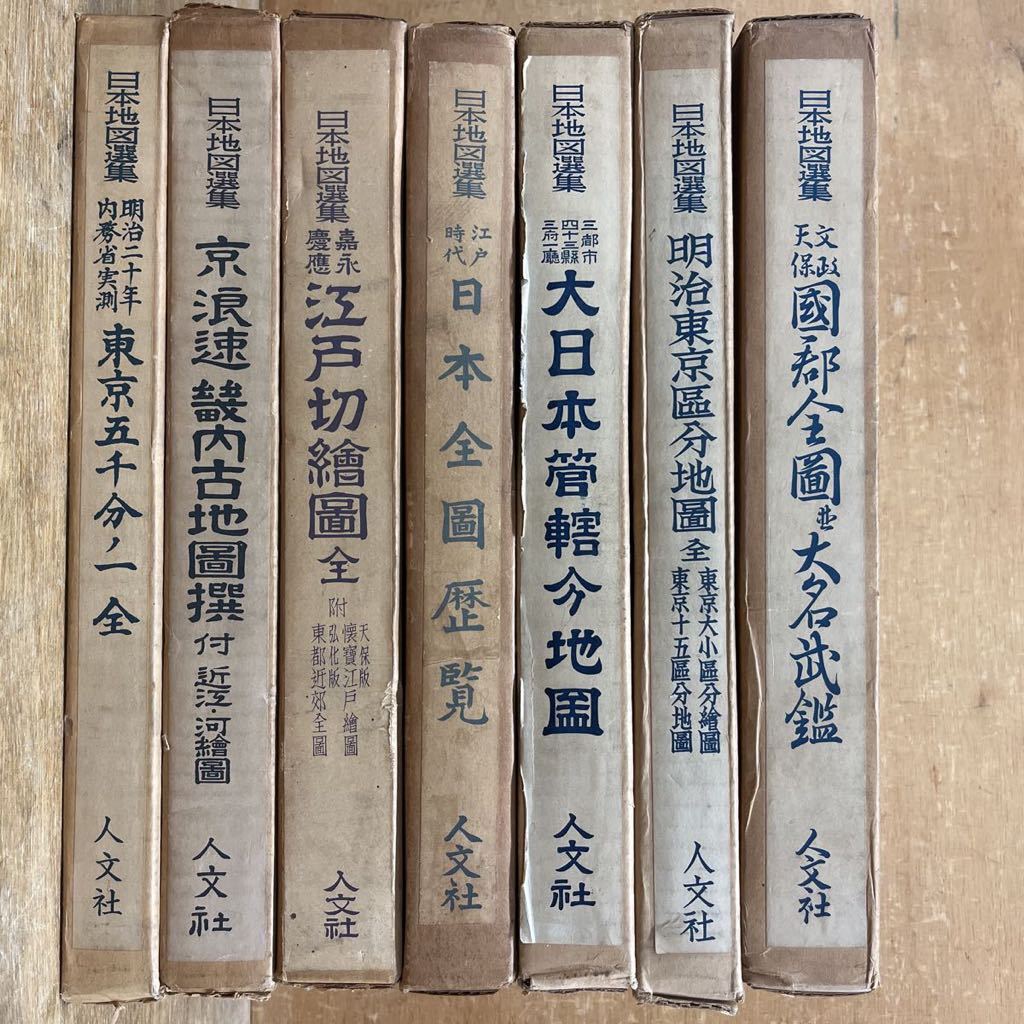 日本地図選集
明治二十年
内務省実測
東京五千分ノ一 全
人文社
日本地図選集
京浪速 畿内古地圖撰 付 近江・河繪圖
人文社
日本地図選集
嘉永
慶應
江戸切繪圖 全
附
天保版
懷寶江戸繪圖
弘化版
東都近郊全圖
人文社
日本地図選集
江戸
時代
日本全圖歴覧
人文社
日本地図選集
三都市
四十三縣
三府一廳
大日本管轄分地圖
人文社
日本地図選集
明治東京區分地圖 全
東京大小區分繪圖
東京十五區分地圖
人文社
日本地図選集
文政
天保
國郡全圖並大名武鑑
人文社